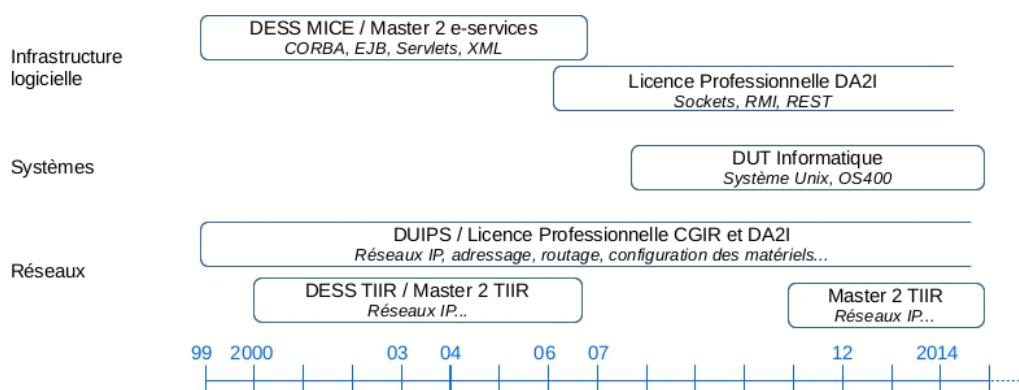 DESS MICE / Master 2 e-services
CORBA, EJB, Servlets, XML
Infrastructure
logicielle
Licence Professionnelle DA2I
Sockets, RMI, REST
Systèmes
DUT Informatique
Système Unix, OS400
DUIPS / Licence Professionnelle CGIR et DA2I
Réseaux IP, adressage, routage, configuration des matériels...
Réseaux
DESS TIIR / Master 2 TIIR
Réseaux IP...
Master 2 TIIR
Réseaux IP...
99 2000 03 04 06 07 12 2014